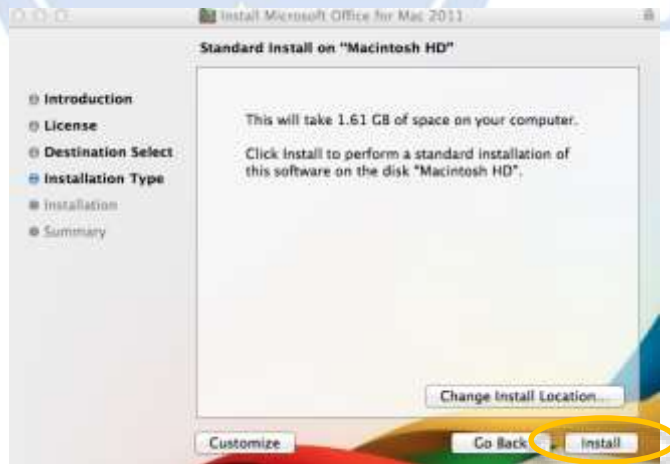 Install Microsoft Office for Mac 2011
Standard Install on "Macintosh HD"
Introduction
License
Destination Select
Installation Type
Installation
Summary
This will take 1.61 GB of space on your computer.
Click Install to perform a standard installation of
this software on the disk "Macintosh HD".
Change Install Location...
Customize
Go Back
Install